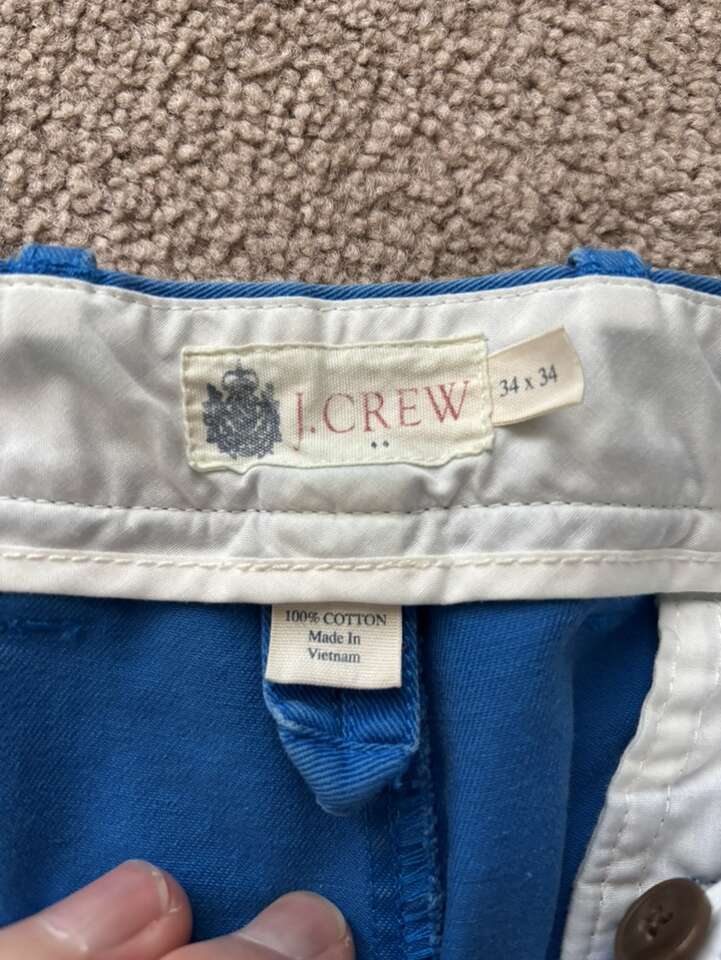 J.CREW
34 x 34
100% COTTON
Made In
Vietnam